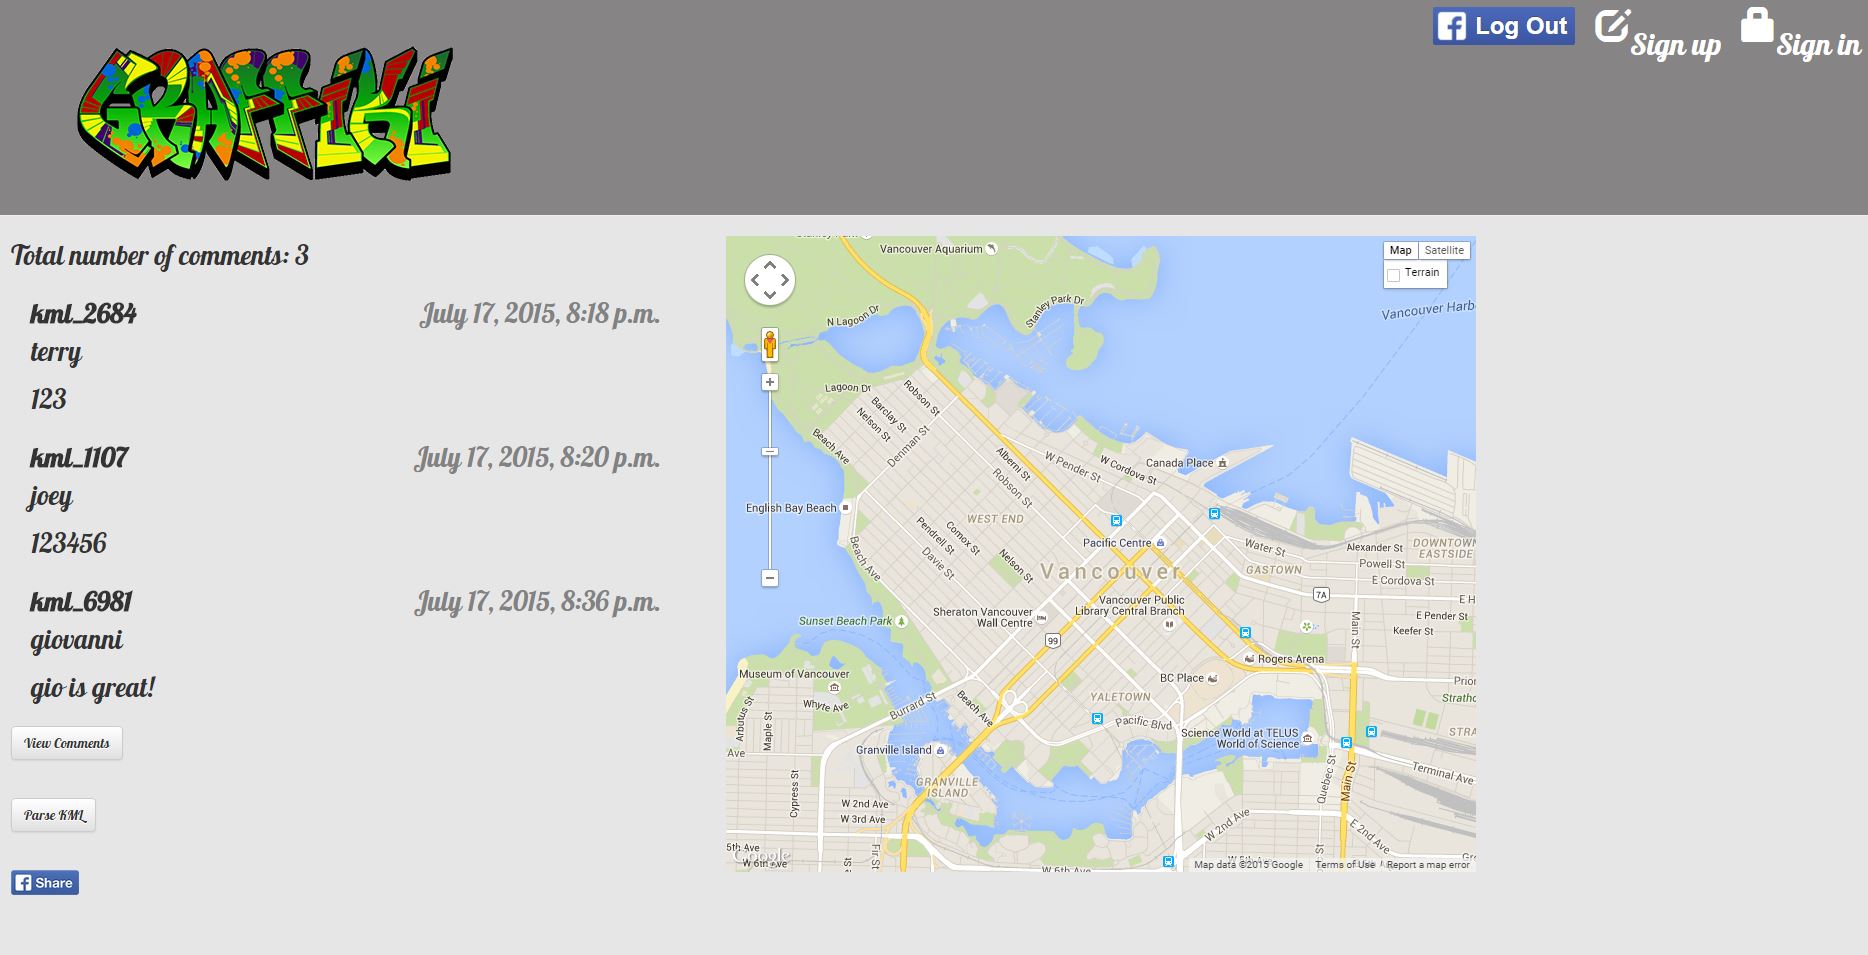 GRAFFIKI
Log Out
Sign up
Sign in
Total number of comments: 3
kml_2684
July 17, 2015, 8:18 p.m.
terry
123
kml_1107
July 17, 2015, 8:20 p.m.
joey
123456
kml_6981
July 17, 2015, 8:36 p.m.
giovanni
gio is great!
View Comments
Parse KML
Share
Vancouver Aquarium
Map
Satellite
Terrain
Vancouver Harb
Stanley Park Dr
N Lagoon Dr
Lagoon Dr
Robson St
Barclay St
Nelson St
Beach Ave
Denman St
Alberni St
Robson St
W Pender St
W Cordova St
Canada Place
English Bay Beach
WEST END
Pendrell St
Comox St
Davie St
Nelson St
Beach Ave
Pacific Centre
Water St
Alexander St
DOWNTOWN
EASTSIDE
Powell St
GASTOWN
E Cordova St
Vancouver
7A
E H
Vancouver Public
Library Central Branch
Sheraton Vancouver
Wall Centre
E Pender St
Keefer St
Main St
Sunset Beach Park
99
Rogers Arena
BC Place
Museum of Vancouver
Prior
Whyte Ave
Burrard St
Beach Ave
YALETOWN
Strathc
Arbutus St
Maple St
Pacific Blvd
Science World at TELUS
World of Science
STRA
Ave
Granville Island
GRANVILLE
ISLAND
Cypress St
Quebec St
Main St
Terminal Ave
W 2nd Ave
W 3rd Ave
W 2nd Ave
E 2nd Ave
5th Ave
W 6th Ave
Fir St
W 6th Ave
Google
Map data ©2015 Google
Terms of Use
Report a map error